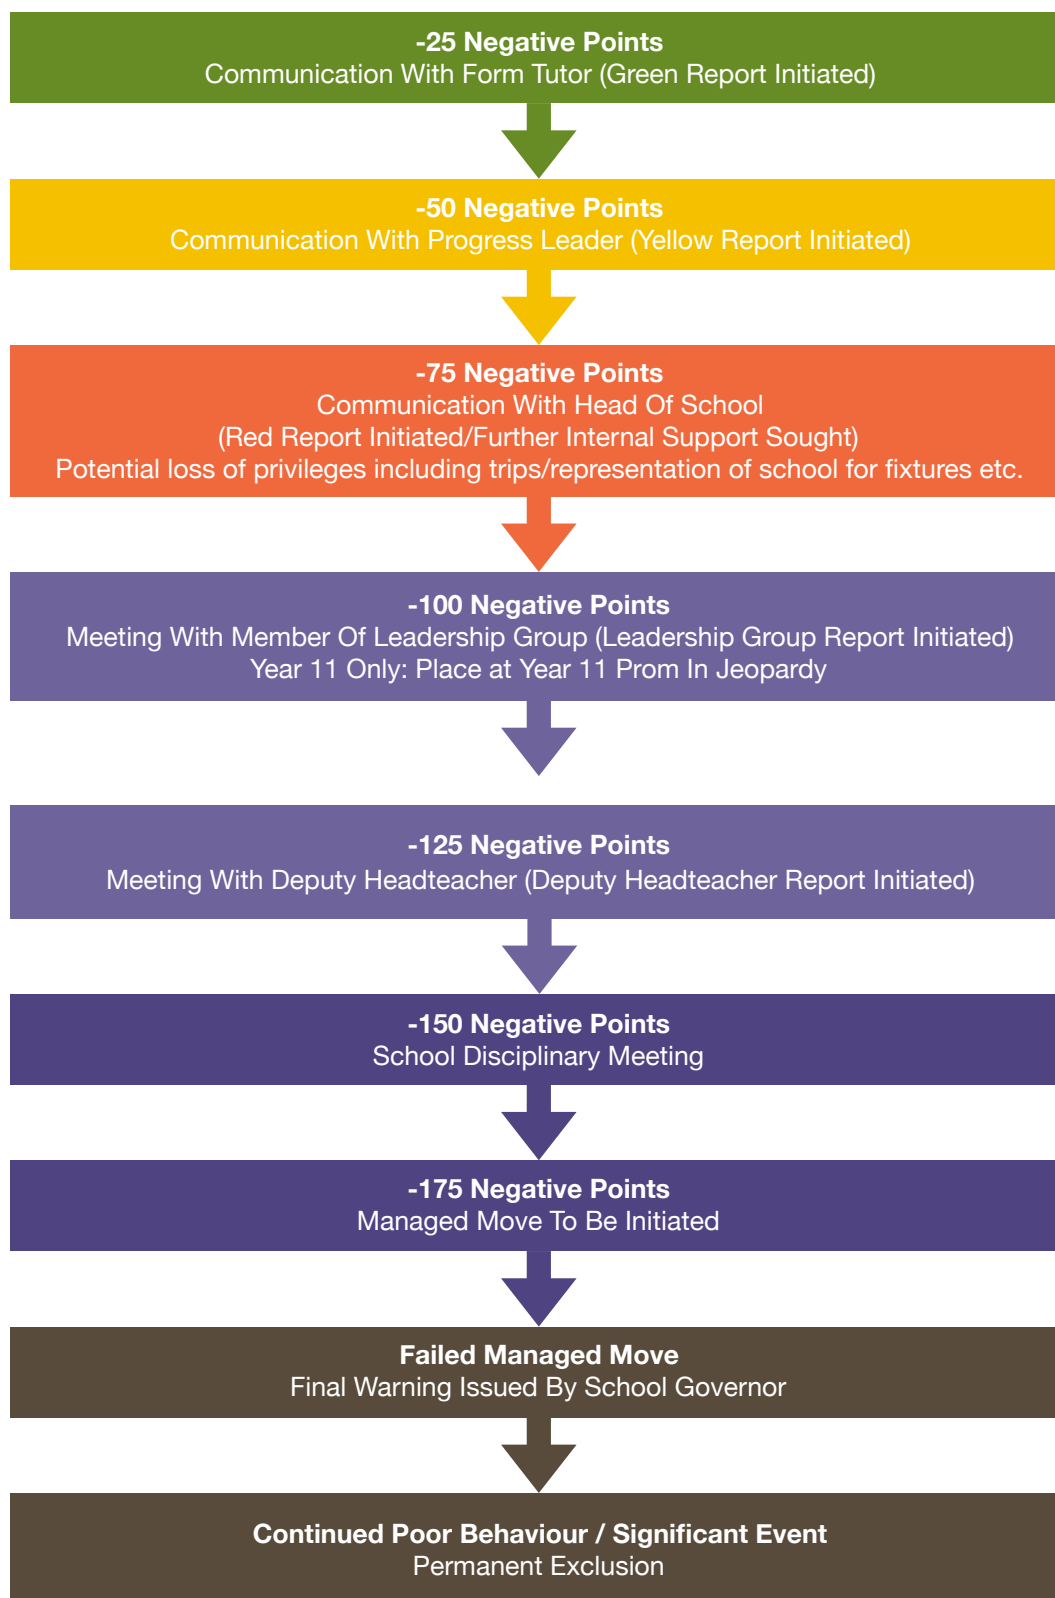 -25 Negative Points
Communication With Form Tutor (Green Report Initiated)
-50 Negative Points
Communication With Progress Leader (Yellow Report Initiated)
-75 Negative Points
Communication With Head Of School
(Red Report Initiated/Further Internal Support Sought)
Potential loss of privileges including trips/representation of school for fixtures etc.
-100 Negative Points
Meeting With Member Of Leadership Group (Leadership Group Report Initiated)
Year 11 Only: Place at Year 11 Prom In Jeopardy
-125 Negative Points
Meeting With Deputy Headteacher (Deputy Headteacher Report Initiated)
-150 Negative Points
School Disciplinary Meeting
-175 Negative Points
Managed Move To Be Initiated
Failed Managed Move
Final Warning Issued By School Governor
Continued Poor Behaviour / Significant Event
Permanent Exclusion